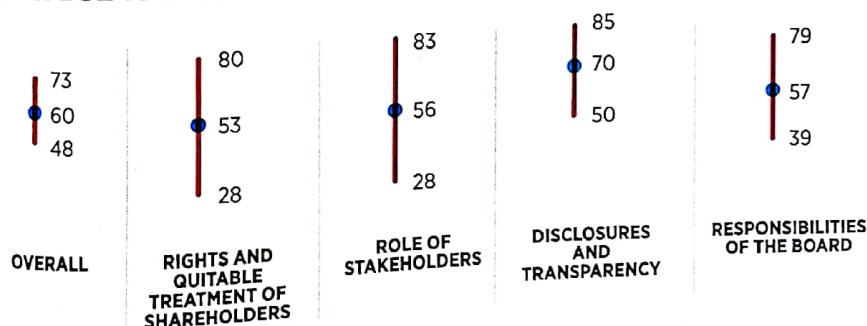 73
60
48
OVERALL
80
53
28
RIGHTS AND
QUITABLE
TREATMENT OF
SHAREHOLDERS
83
56
28
ROLE OF
STAKEHOLDERS
85
70
50
DISCLOSURES
AND
TRANSPARENCY
79
57
39
RESPONSIBILITIES
OF THE BOARD